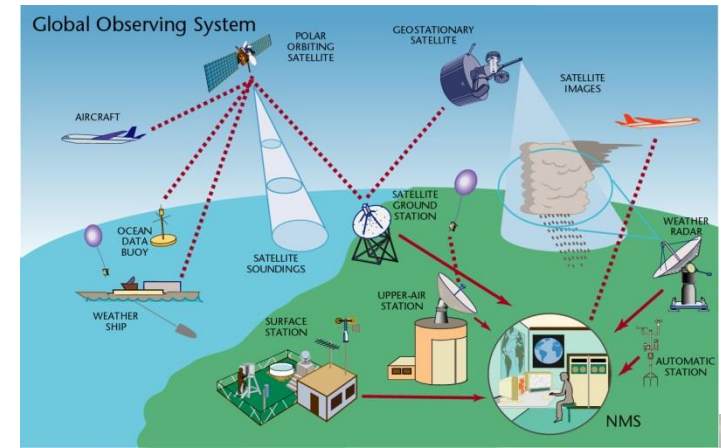 Global Observing System
POLAR
ORBITING
SATELLITE
GEOSTATIONARY
SATELLITE
SATELLITE
IMAGES
AIRCRAFT
OCEAN
DATA
BUOY
SATELLITE
SOUNDINGS
SATELLITE
GROUND
STATION
WEATHER
RADAR
WEATHER
SHIP
UPPER-AIR
STATION
SURFACE
STATION
AUTOMATIC
STATION
NMS